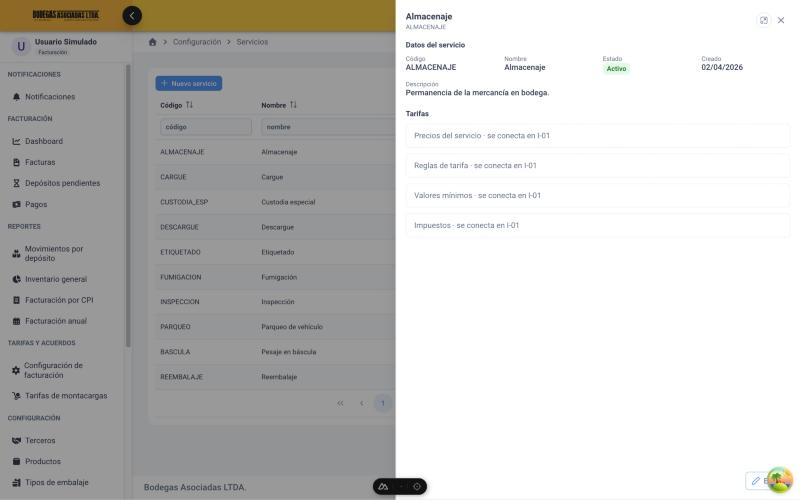 BODEGAS ASOCIADAS LTDA.
U
Usuario Simulado
Facturación
NOTIFICACIONES
Notificaciones
FACTURACIÓN
Dashboard
Facturas
Depósitos pendientes
Pagos
REPORTES
Movimientos por
depósito
Inventario general
Facturación por CPI
Facturación anual
TARIFAS Y ACUERDOS
Configuración de
facturación
Tarifas de montacargas
CONFIGURACIÓN
Terceros
Productos
Tipos de embalaje
Configuración
Servicios
+ Nuevo servicio
Código
Nombre
código
nombre
ALMACENAJE
Almacenaje
CARGUE
Cargue
CUSTODIA_ESP
Custodia especial
DESCARGUE
Descargue
ETIQUETADO
Etiquetado
FUMIGACION
Fumigación
INSPECCION
Inspección
PARQUEO
Parqueo de vehículo
BASCULA
Pesaje en báscula
REEMBALAJE
Reembalaje
1
Bodegas Asociadas LTDA.
Almacenaje
ALMACENAJE
Datos del servicio
Código
ALMACENAJE
Nombre
Almacenaje
Estado
Activo
Creado
02/04/2026
Descripción
Permanencia de la mercancía en bodega.
Tarifas
Precios del servicio · se conecta en I-01
Reglas de tarifa · se conecta en I-01
Valores mínimos · se conecta en I-01
Impuestos · se conecta en I-01